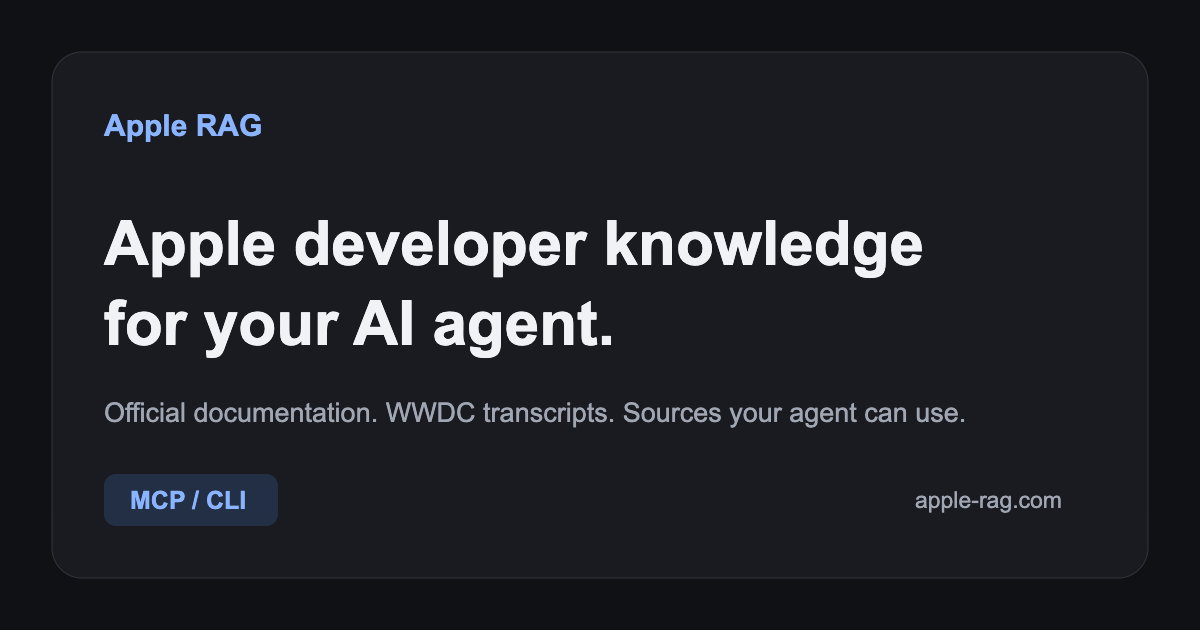 Apple RAG
Apple developer knowledge
for your AI agent.
Official documentation. WWDC transcripts. Sources your agent can use.
MCP / CLI
apple-rag.com